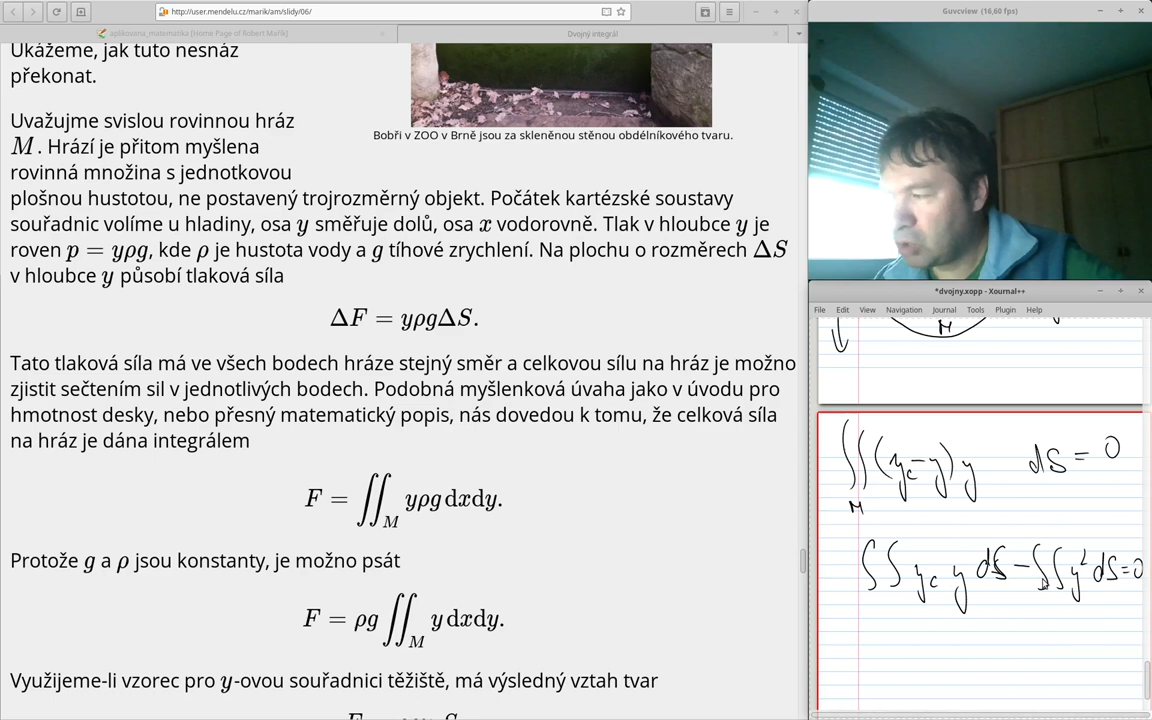 http://user.mendelu.cz/marik/am/slidy/06/
aplikovana_matematika [Home Page of Robert Mařík]
Dvojný integrál
Ukážeme, jak tuto nesnáz
překonat.
Bobři v ZOO v Brně jsou za skleněnou stěnou obdélníkového tvaru.
Uvažujme svislou rovinnou hráz
M. Hrází je přitom myšlena
rovinná množina s jednotkovou
plošnou hustotou, ne postavený trojrozměrný objekt. Počátek kartézské soustavy
souřadnic volíme u hladiny, osa y směřuje dolů, osa x vodorovně. Tlak v hloubce y je
roven p = yρg, kde ρ je hustota vody a g tíhové zrychlení. Na plochu o rozměrech ΔS
v hloubce y působí tlaková síla
ΔF = yρgΔS.
Tato tlaková síla má ve všech bodech hráze stejný směr a celkovou sílu na hráz je možno
zjistit sečtením sil v jednotlivých bodech. Podobná myšlenková úvaha jako v úvodu pro
hmotnost desky, nebo přesný matematický popis, nás dovedou k tomu, že celková síla
na hráz je dána integrálem
F = ∬_M yρg dxdy.
Protože g a ρ jsou konstanty, je možno psát
F = ρg ∬_M y dxdy.
Využijeme-li vzorec pro y-ovou souřadnici těžiště, má výsledný vztah tvar
Guvcview (16,60 fps)
*dvojny.xopp - Xournal++
File Edit View Navigation Journal Tools Plugin Help
M
∬_M (y_c - y) y dS = 0
∬ y_c y dS - ∬ y² dS = 0